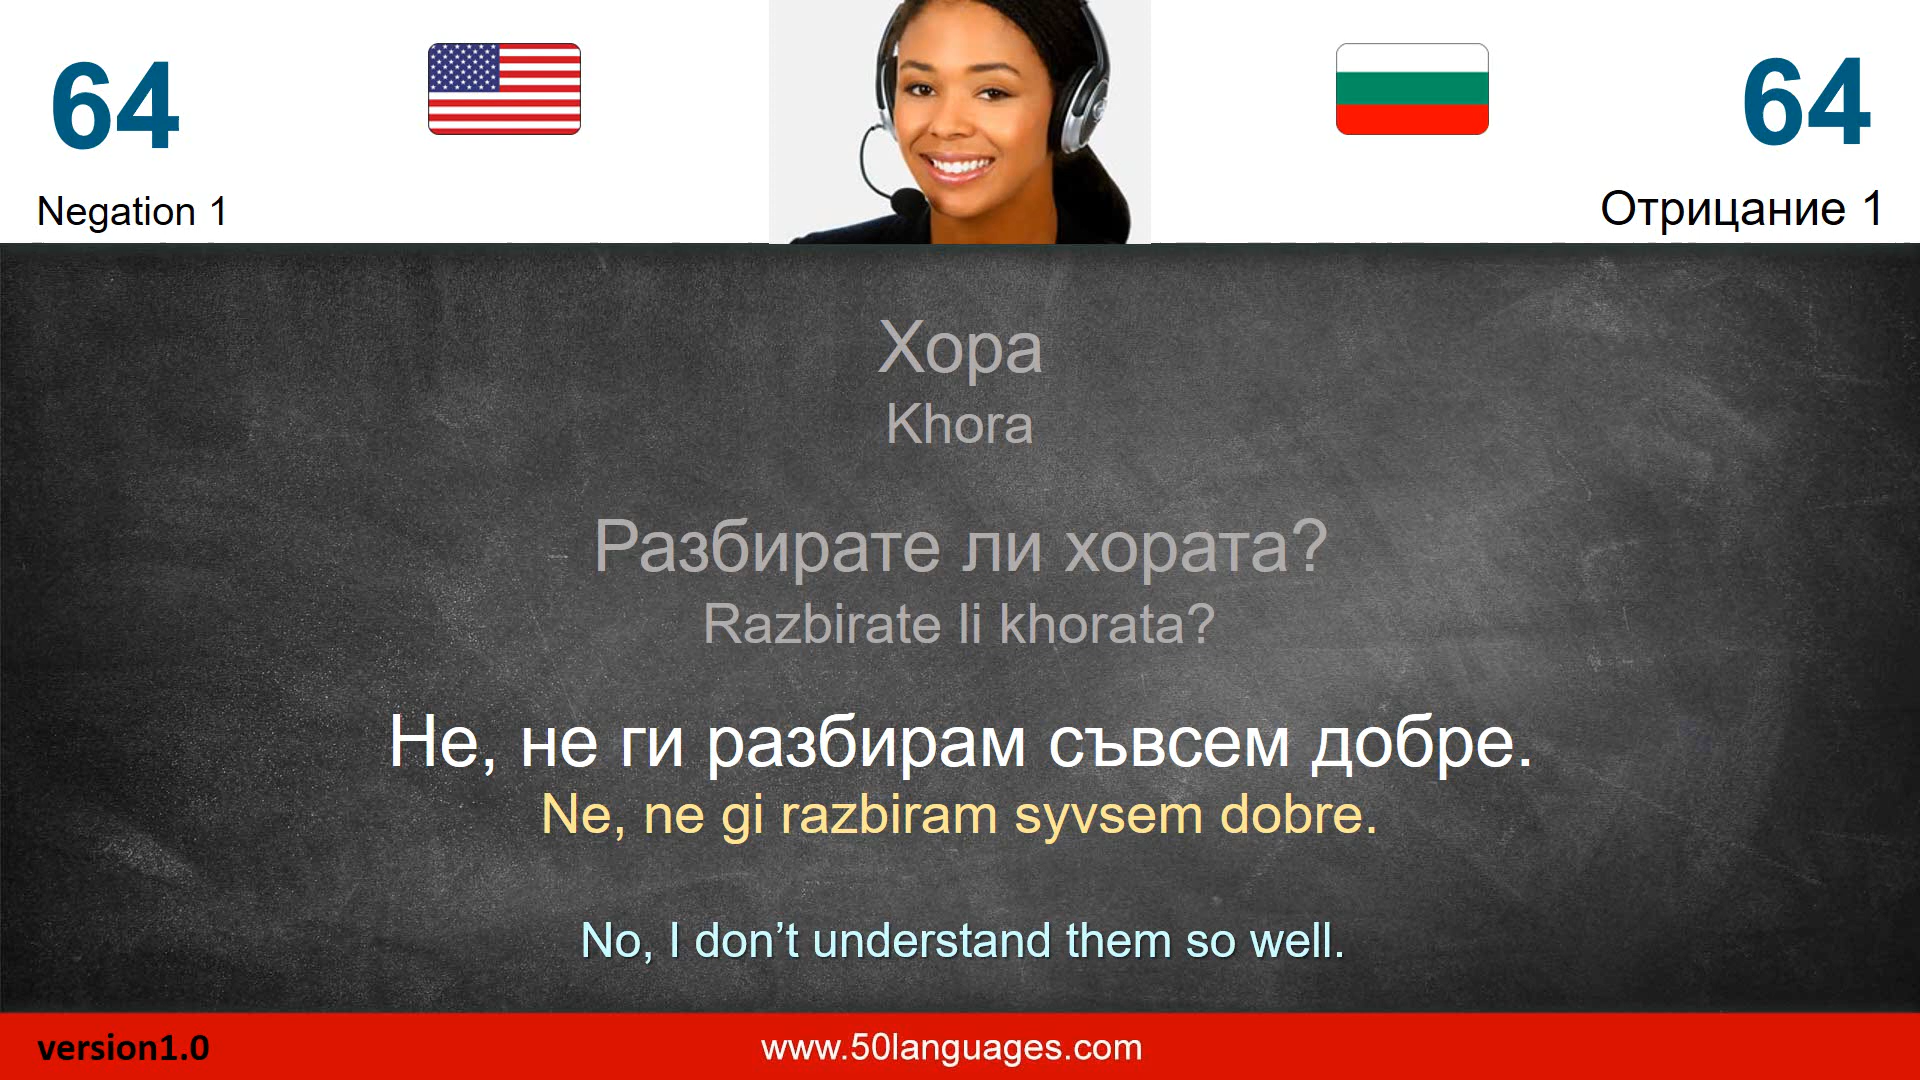 64
64
Negation 1
Отрицание 1
Хора
Khora
Разбирате ли хората?
Razbirate li khorata?
Не, не ги разбирам съвсем добре.
Ne, ne gi razbiram syvsem dobre.
No, I don’t understand them so well.
version1.0
www.50languages.com